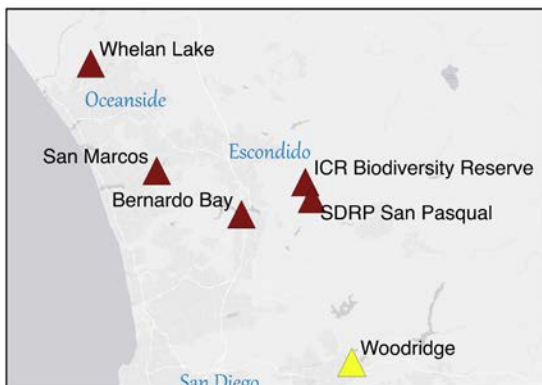 Whelan Lake
Oceanside
San Marcos
Escondido
ICR Biodiversity Reserve
Bernardo Bay
SDRP San Pasqual
Woodridge
San Diego